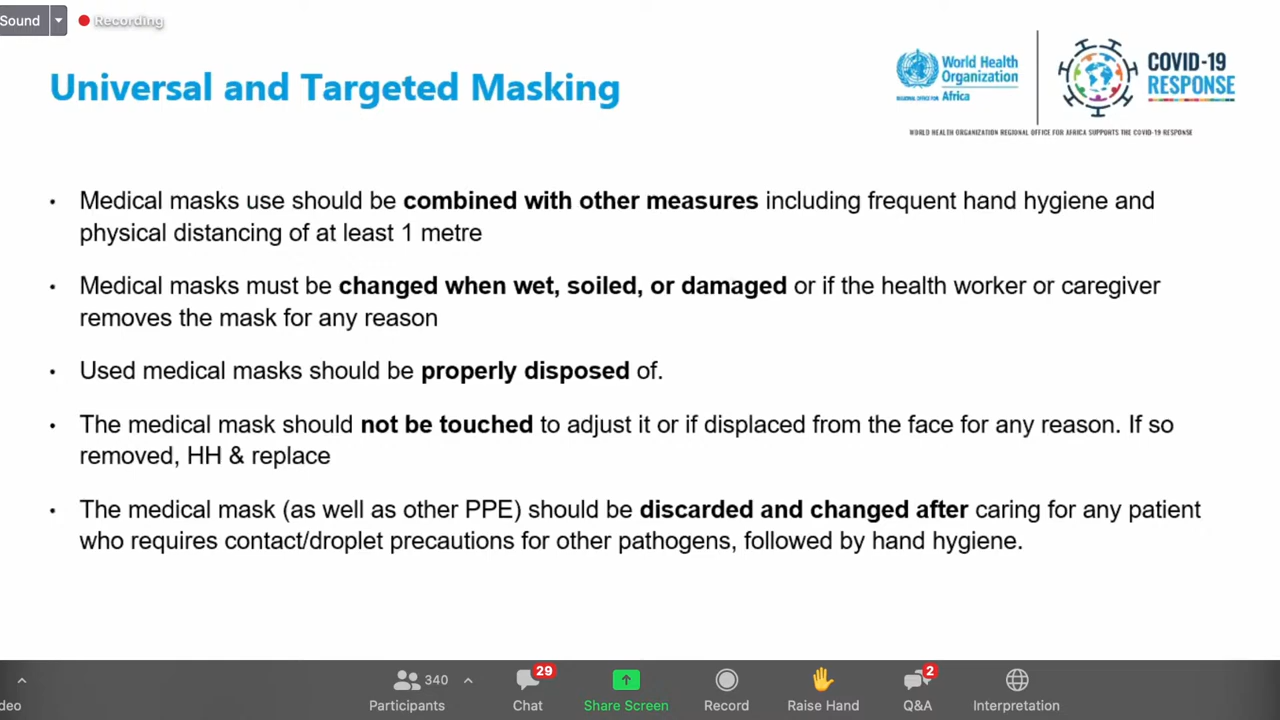 Sound
Recording
Universal and Targeted Masking
World Health
Organization
REGIONAL OFFICE FOR Africa
COVID-19
RESPONSE
WORLD HEALTH ORGANIZATION REGIONAL OFFICE FOR AFRICA SUPPORTS THE COVID-19 RESPONSE
• Medical masks use should be combined with other measures including frequent hand hygiene and
physical distancing of at least 1 metre
• Medical masks must be changed when wet, soiled, or damaged or if the health worker or caregiver
removes the mask for any reason
• Used medical masks should be properly disposed of.
• The medical mask should not be touched to adjust it or if displaced from the face for any reason. If so
removed, HH & replace
• The medical mask (as well as other PPE) should be discarded and changed after caring for any patient
who requires contact/droplet precautions for other pathogens, followed by hand hygiene.
340
29
2
deo
Participants
Chat
Share Screen
Record
Raise Hand
Q&A
Interpretation